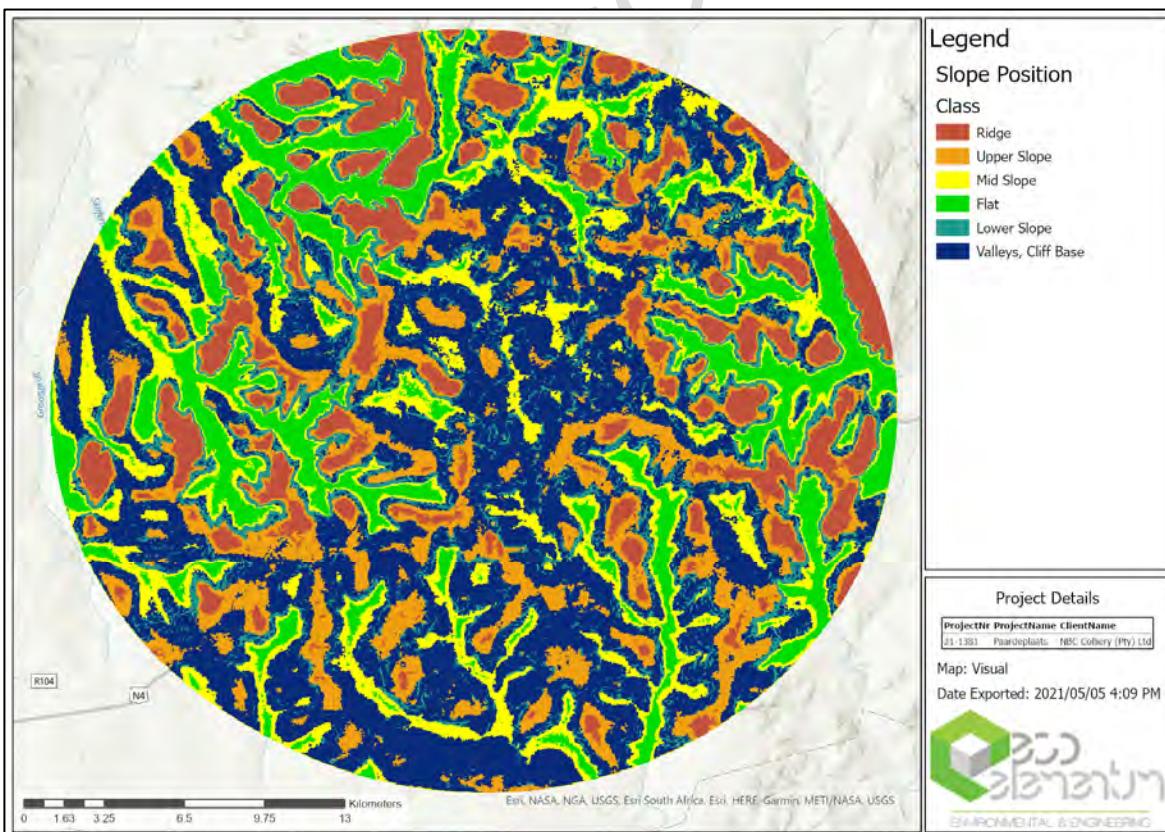 Legend
Slope Position
Class
Ridge
Upper Slope
Mid Slope
Flat
Lower Slope
Valleys, Cliff Base
R104
N4
0 1.63 3.25 6.5 9.75 13
Kilometers
Esri, NASA, NGA, USGS, Esri South Africa, Esri, HERE, Garmin, METI/NASA, USGS
Project Details
ProjectNr ProjectName ClientName
21-1381 Paardeplaats NBC Colliery (Pty) Ltd
Map: Visual
Date Exported: 2021/05/05 4:09 PM
eco
elementum
ENVIRONMENTAL & ENGINEERING